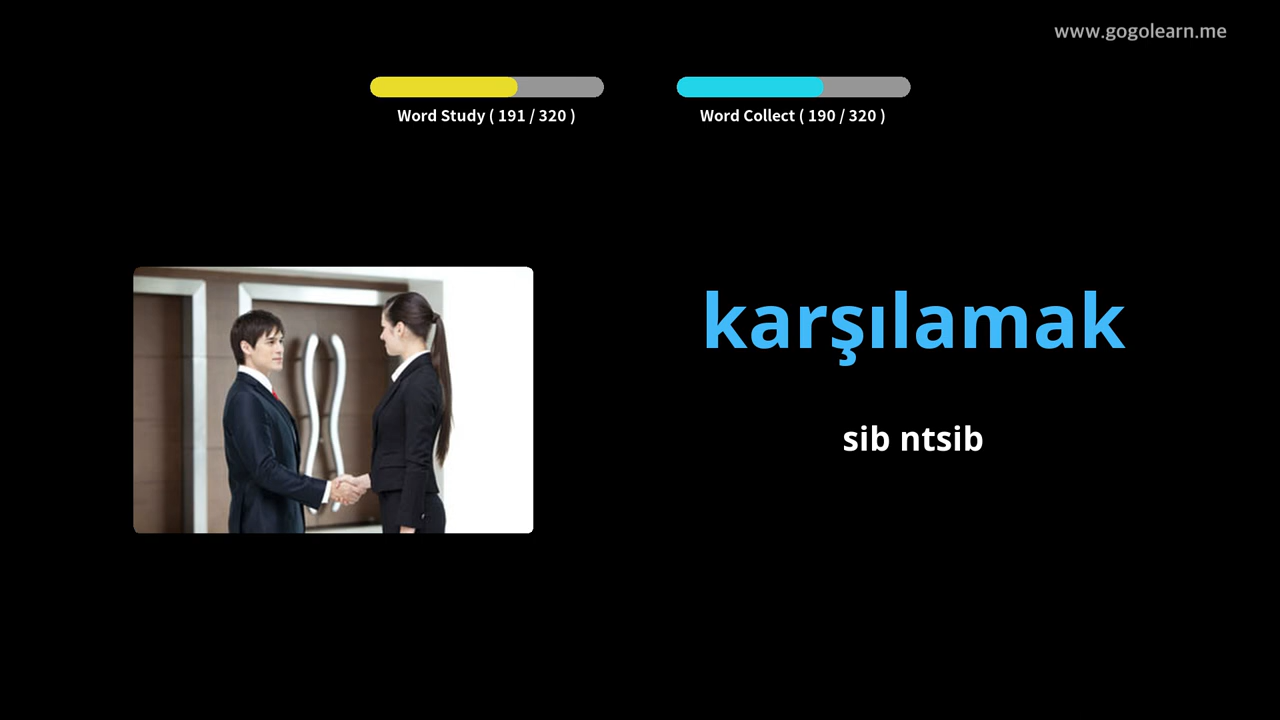 www.gogolearn.me
Word Study ( 191 / 320 )
Word Collect ( 190 / 320 )
karşılamak
sib ntsib